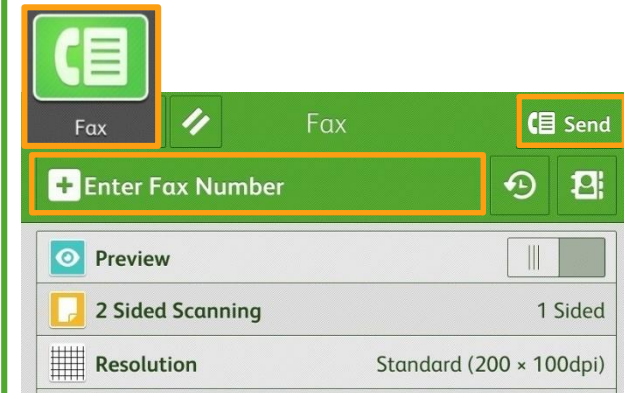 Fax
Fax
Send
Enter Fax Number
Preview
2 Sided Scanning 1 Sided
Resolution Standard (200 × 100dpi)